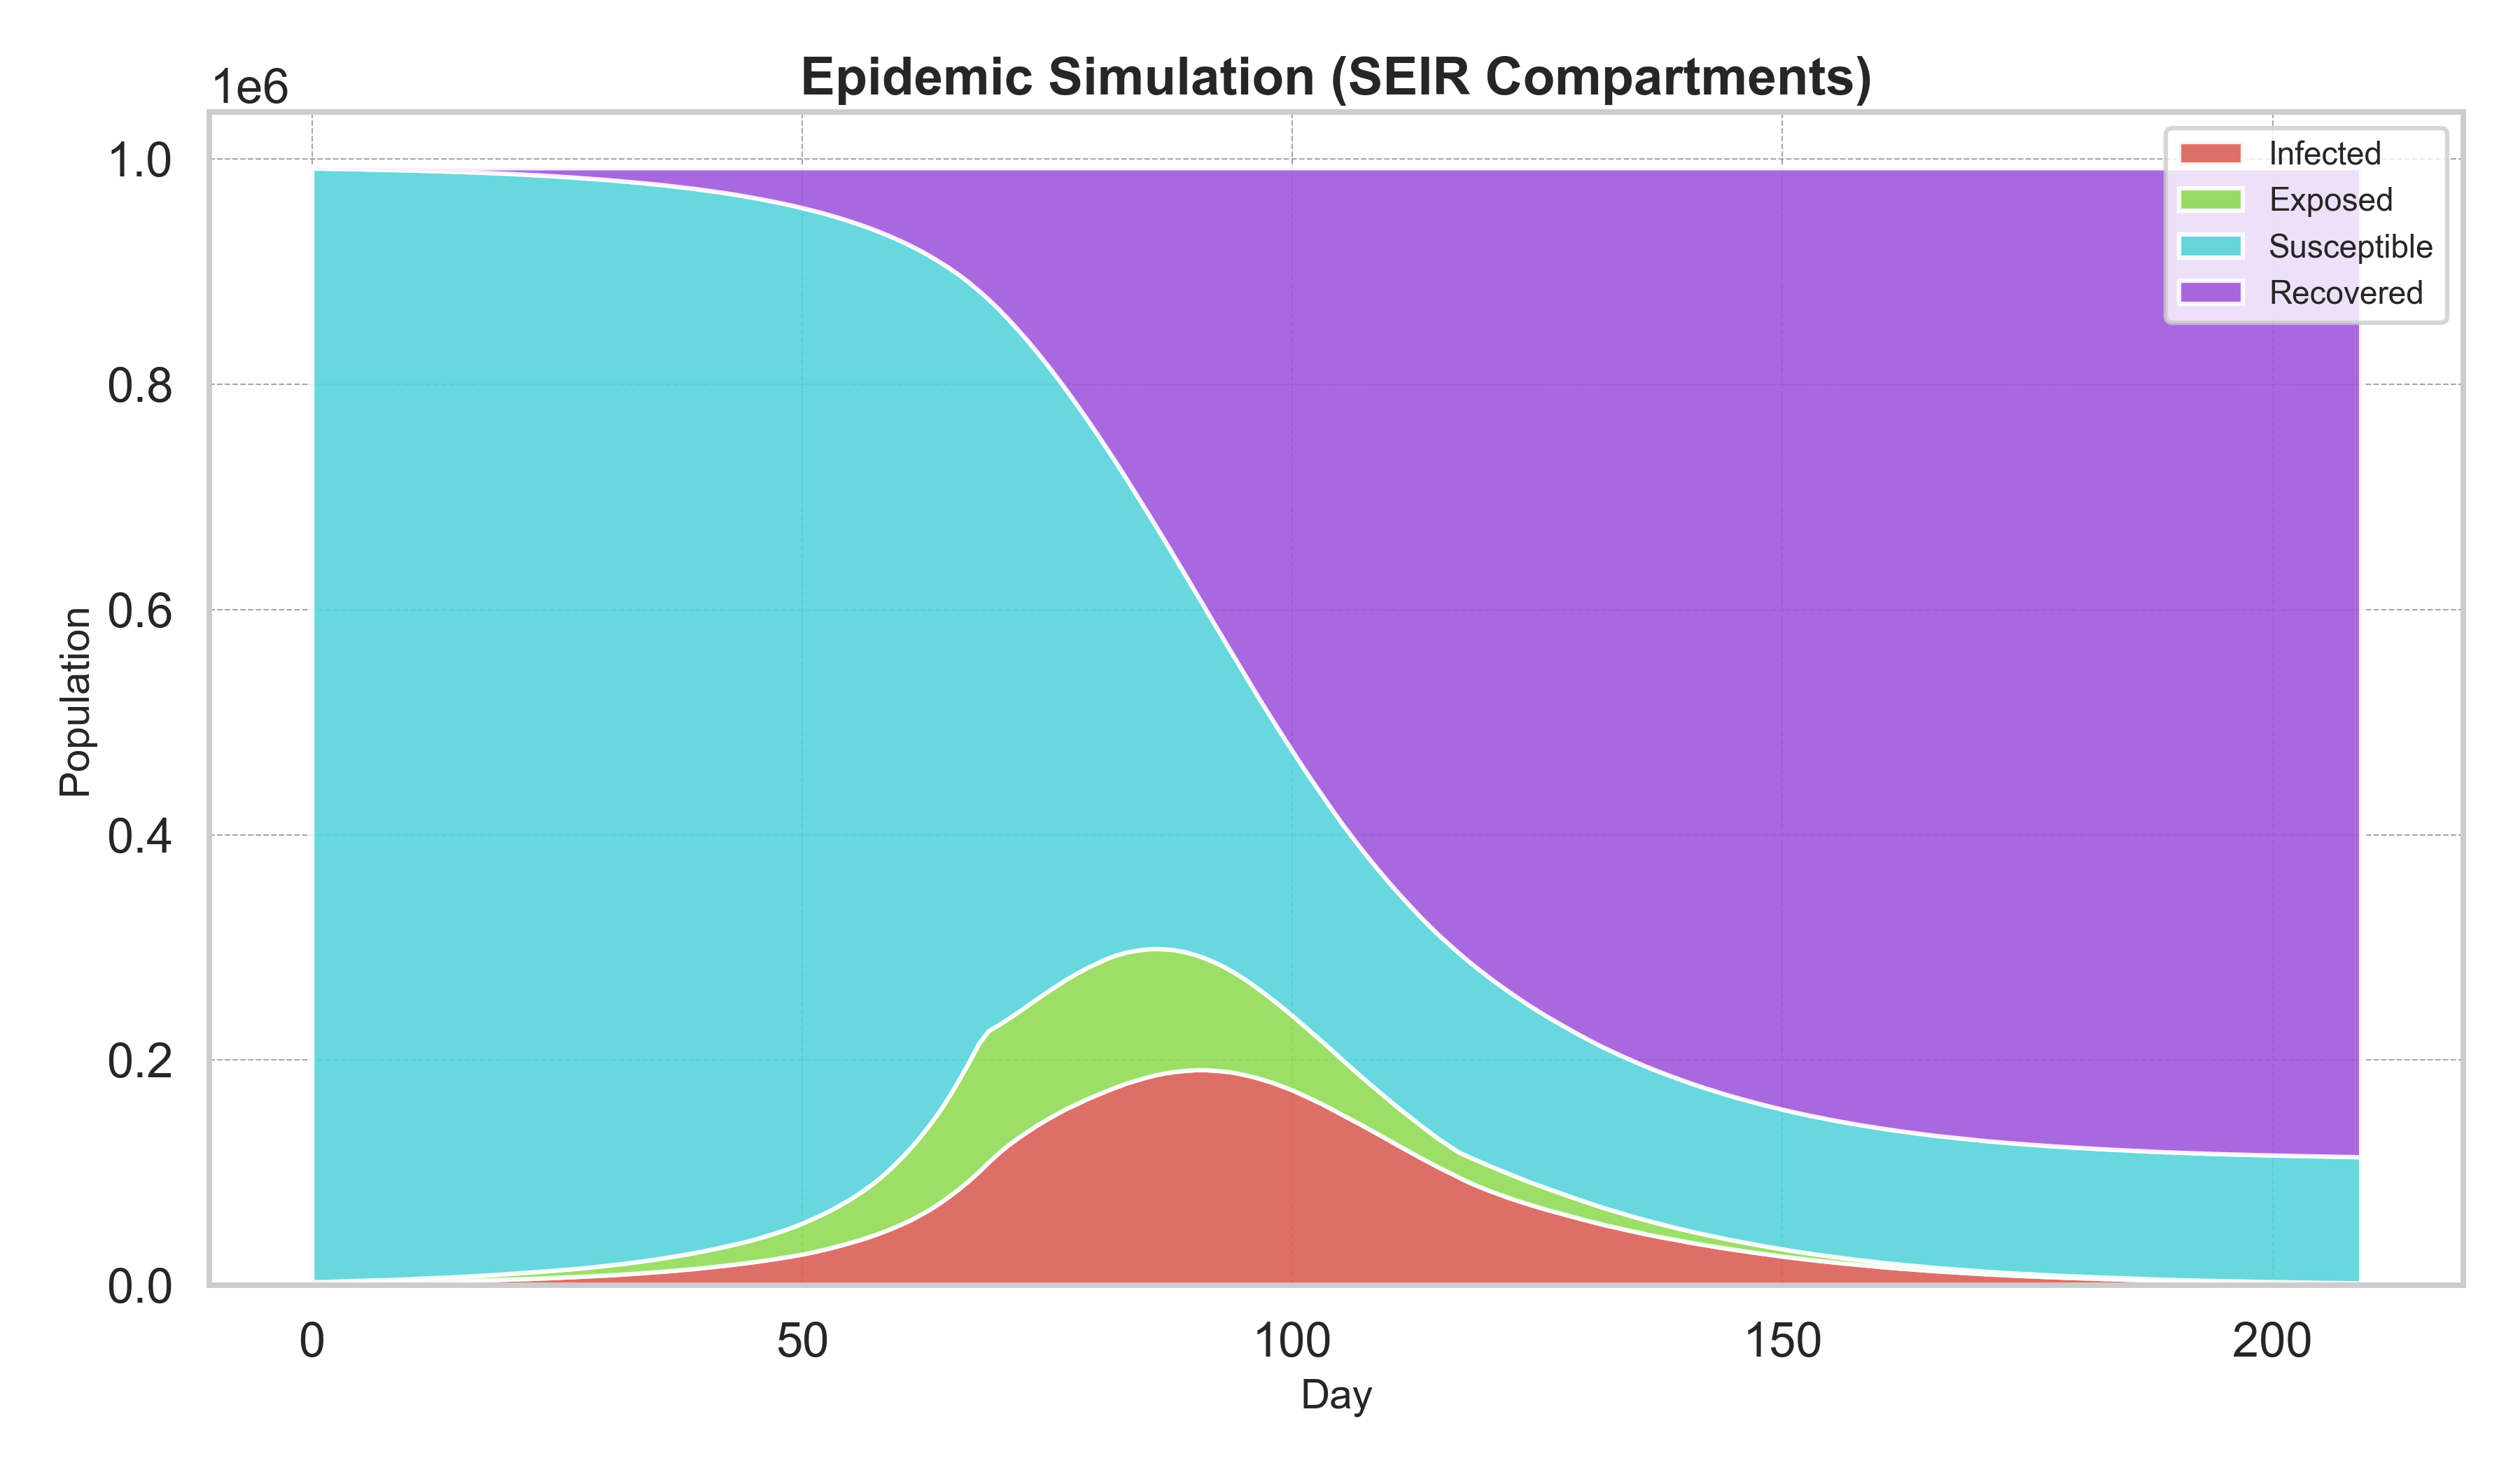 Epidemic Simulation (SEIR Compartments)
1e6
1.0
0.8
0.6
0.4
0.2
0.0
Population
0
50
100
150
200
Day
Infected
Exposed
Susceptible
Recovered